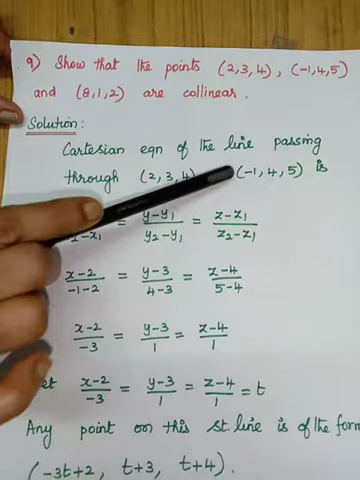 9) Show that the points (2,3,4), (-1,4,5)
and (8,1,2) are collinear.
Solution:
Cartesian eqn of the line passing
through (2,3,4) (-1,4,5) is
2-x₁ = y-y₁/y₂-y₁ = z-z₁/z₂-z₁
x-2/-1-2 = y-3/4-3 = z-4/5-4
x-2/-3 = y-3/1 = z-4/1
x-2/-3 = y-3/1 = z-4/1 = t
Any point on this st. line is of the form
(-3t+2, t+3, t+4).